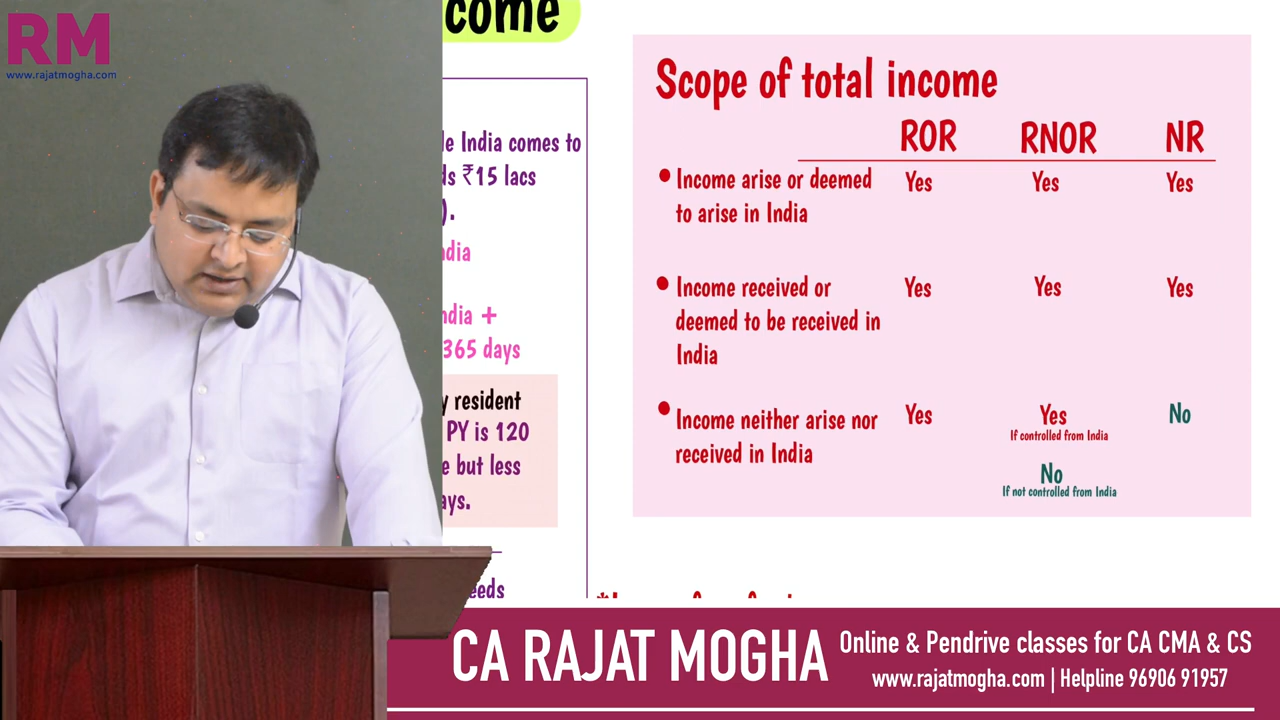 RM
www.rajatmogha.com
come
le India comes to
ds ₹15 lacs
).
ndia
ndia +
365 days
y resident
PY is 120
e but less
ays.
eeds
Scope of total income
ROR RNOR NR
• Income arise or deemed Yes Yes Yes
to arise in India
• Income received or Yes Yes Yes
deemed to be received in
India
• Income neither arise nor Yes Yes No
received in India If controlled from India
No
If not controlled from India
CA RAJAT MOGHA
Online & Pendrive classes for CA CMA & CS
www.rajatmogha.com | Helpline 96906 91957